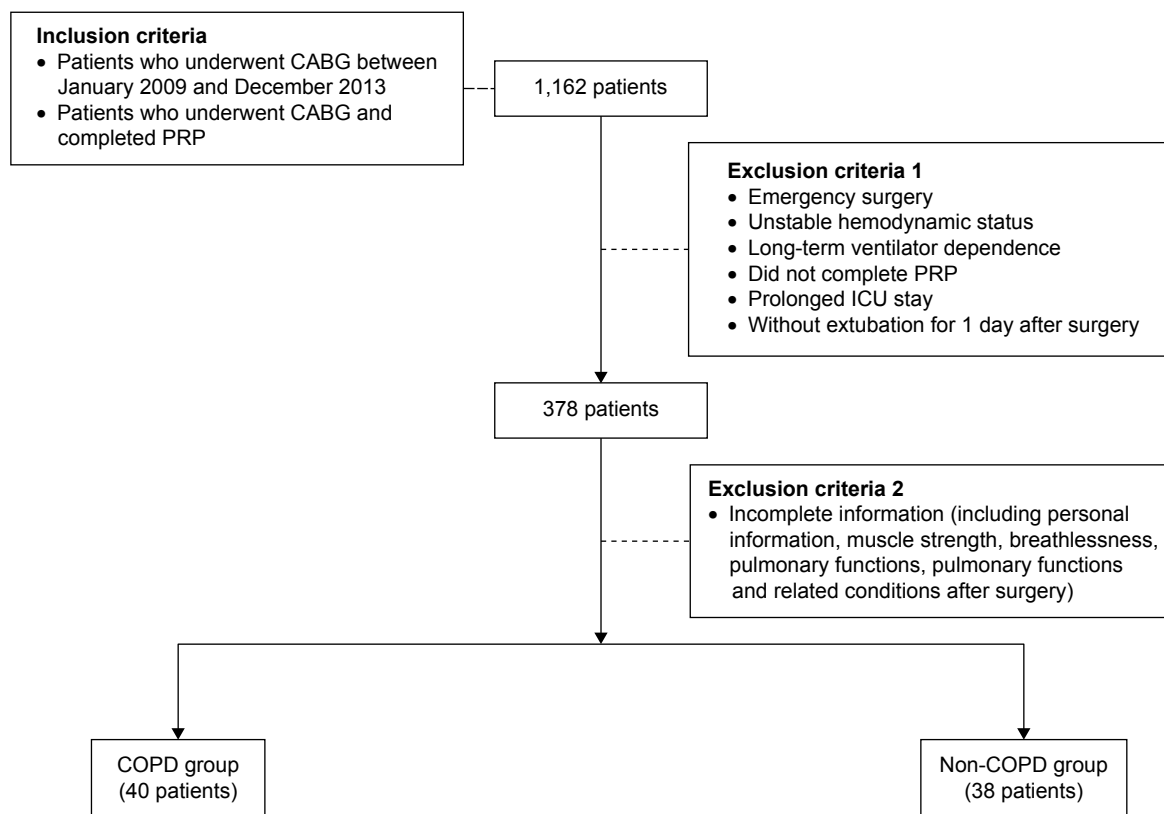 Inclusion criteria
• Patients who underwent CABG between
January 2009 and December 2013
• Patients who underwent CABG and
completed PRP
1,162 patients
Exclusion criteria 1
• Emergency surgery
• Unstable hemodynamic status
• Long-term ventilator dependence
• Did not complete PRP
• Prolonged ICU stay
• Without extubation for 1 day after surgery
378 patients
Exclusion criteria 2
• Incomplete information (including personal
information, muscle strength, breathlessness,
pulmonary functions, pulmonary functions
and related conditions after surgery)
COPD group
(40 patients)
Non-COPD group
(38 patients)